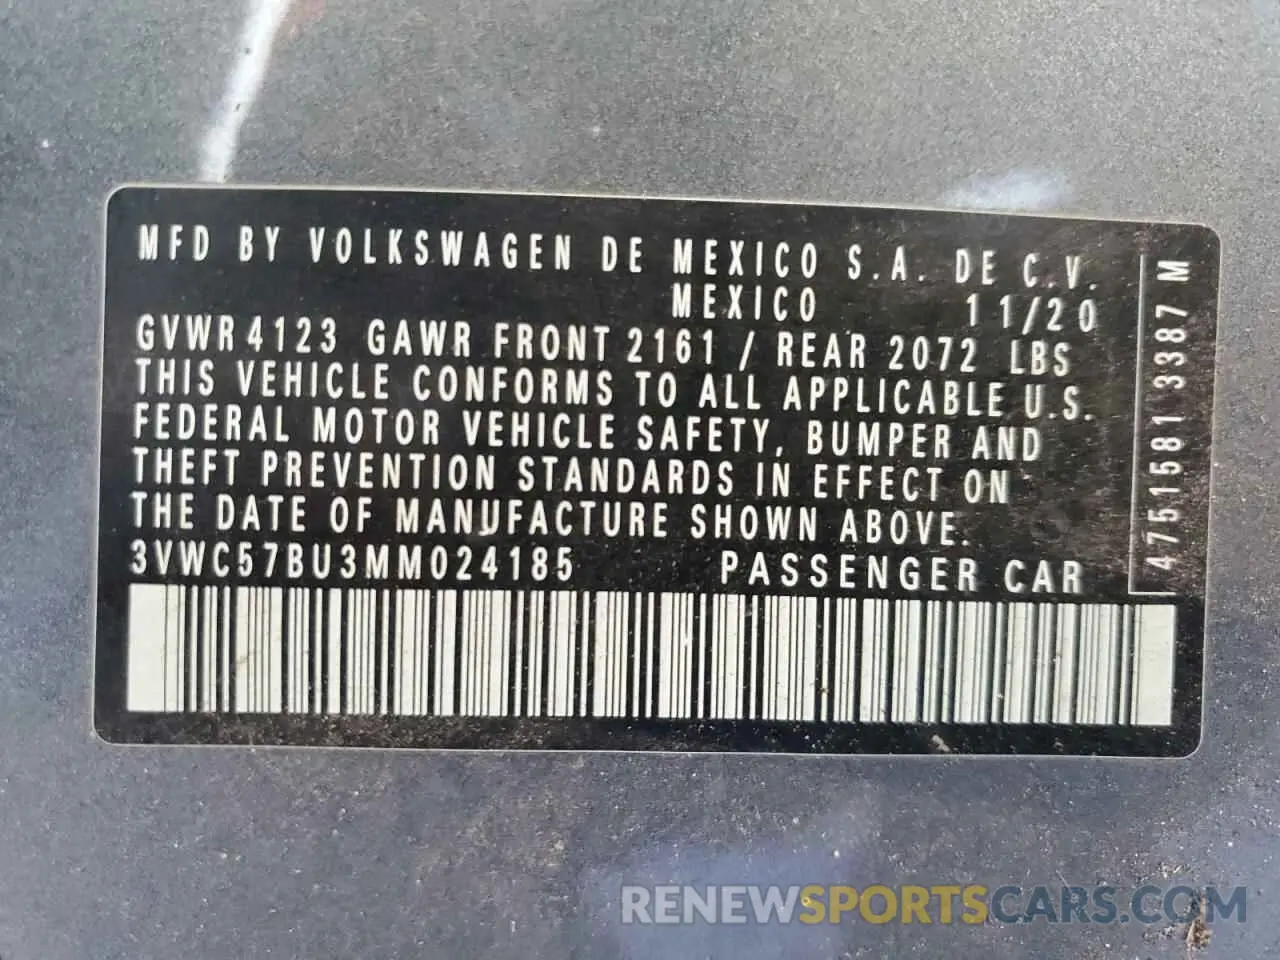 MFD BY VOLKSWAGEN DE MEXICO S.A. DE C.V.
MEXICO 11/20
GVWR 4123 GAWR FRONT 2161 / REAR 2072 LBS
THIS VEHICLE CONFORMS TO ALL APPLICABLE U.S.
FEDERAL MOTOR VEHICLE SAFETY, BUMPER AND
THEFT PREVENTION STANDARDS IN EFFECT ON
THE DATE OF MANUFACTURE SHOWN ABOVE.
3VWC57BU3MM024185 PASSENGER CAR
4751581 3387 M
RENEWSPORTSCARS.COM